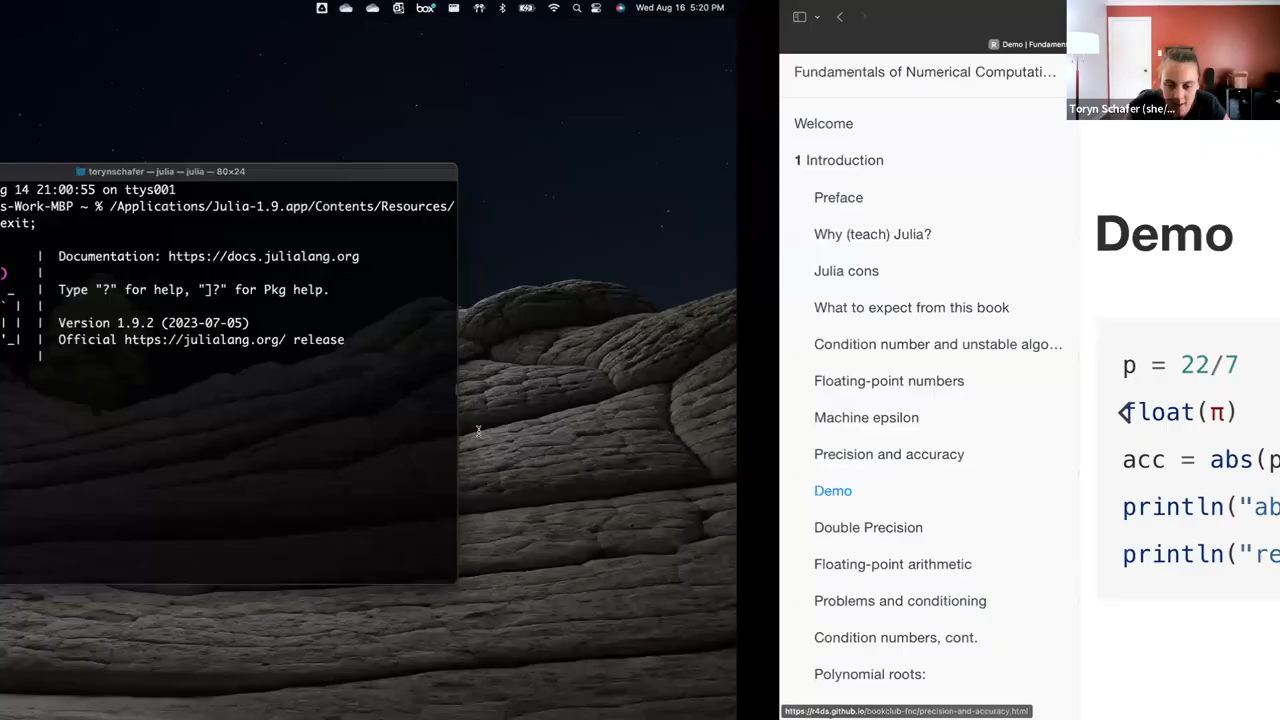 box
Wed Aug 16 5:20 PM
torynschafer — julia — julia — 80×24
g 14 21:00:55 on ttys001
s-Work-MBP ~ % /Applications/Julia-1.9.app/Contents/Resources/
exit;
| Documentation: https://docs.julialang.org
) |
_ | Type "?" for help, "]?" for Pkg help.
` | |
| | | Version 1.9.2 (2023-07-05)
'_| | Official https://julialang.org/ release
|
R Demo | Fundamen
Fundamentals of Numerical Computati…
Welcome
1 Introduction
Preface
Why (teach) Julia?
Julia cons
What to expect from this book
Condition number and unstable algo…
Floating-point numbers
Machine epsilon
Precision and accuracy
Demo
Double Precision
Floating-point arithmetic
Problems and conditioning
Condition numbers, cont.
Polynomial roots:
https://r4ds.github.io/bookclub-fnc/precision-and-accuracy.html
Toryn Schafer (she/...
Demo
p = 22/7
float(π)
acc = abs(p
println("ab
println("re